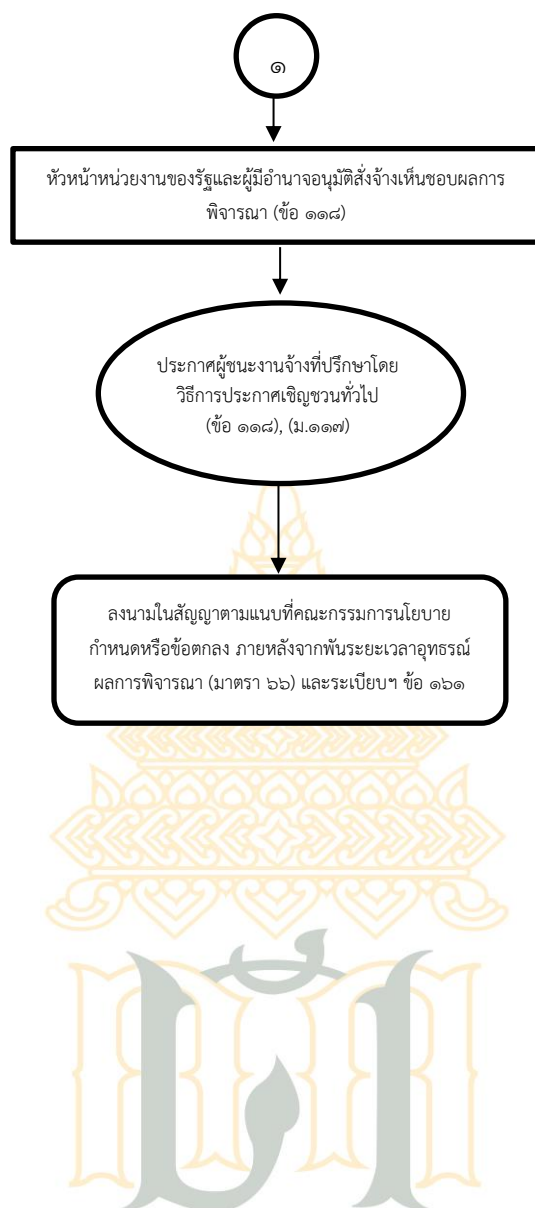 ๑
หัวหน้าหน่วยงานของรัฐและผู้มีอำนาจอนุมัติสั่งจ้างเห็นชอบผลการ
พิจารณา (ข้อ ๑๑๘)
ประกาศผู้ชนะงานจ้างที่ปรึกษาโดย
วิธีการประกาศเชิญชวนทั่วไป
(ข้อ ๑๑๘), (ม.๑๑๗)
ลงนามในสัญญาตามแนบที่คณะกรรมการนโยบาย
กำหนดหรือข้อตกลง ภายหลังจากพันระยะเวลาอุทธรณ์
ผลการพิจารณา (มาตรา ๖๖) และระเบียบฯ ข้อ ๑๖๑